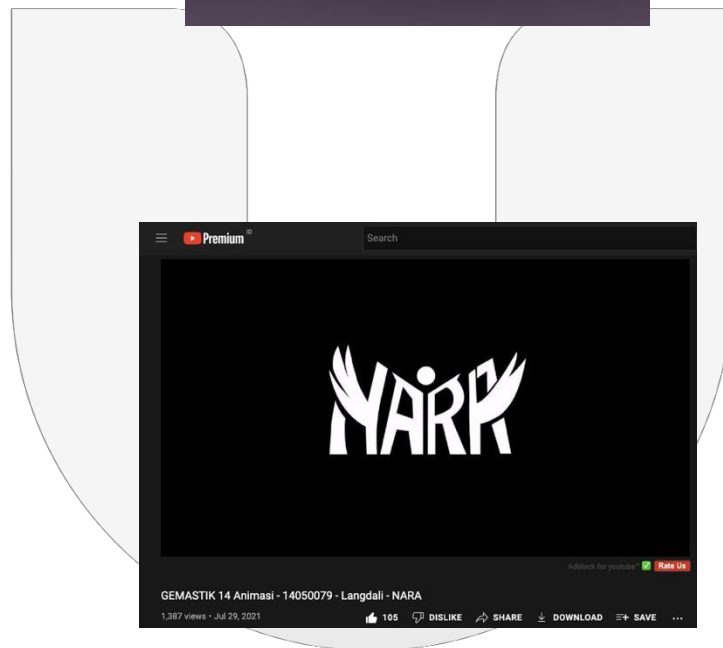 Premium ID
Search
NARA
Adblock for youtube™ ✅ Rate Us
GEMASTIK 14 Animasi - 14050079 - Langdali - NARA
1,387 views • Jul 29, 2021
105 DISLIKE SHARE DOWNLOAD SAVE ...